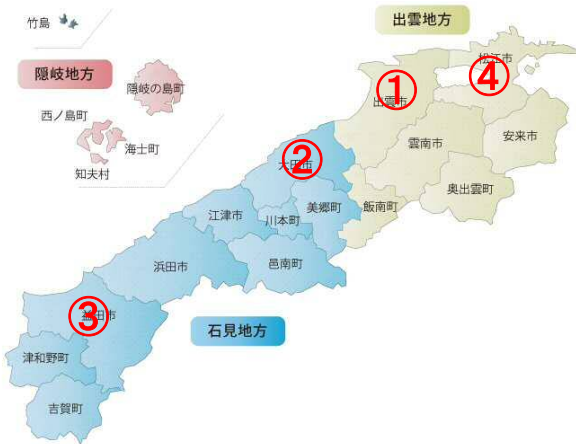 竹島
出雲地方
松江市
④
隠岐地方
隠岐の島町
①
出雲市
西ノ島町
海士町
知夫村
雲南市
安来市
②
大田市
奥出雲町
美郷町
飯南町
江津市
川本町
浜田市
邑南町
③
益田市
石見地方
津和野町
吉賀町